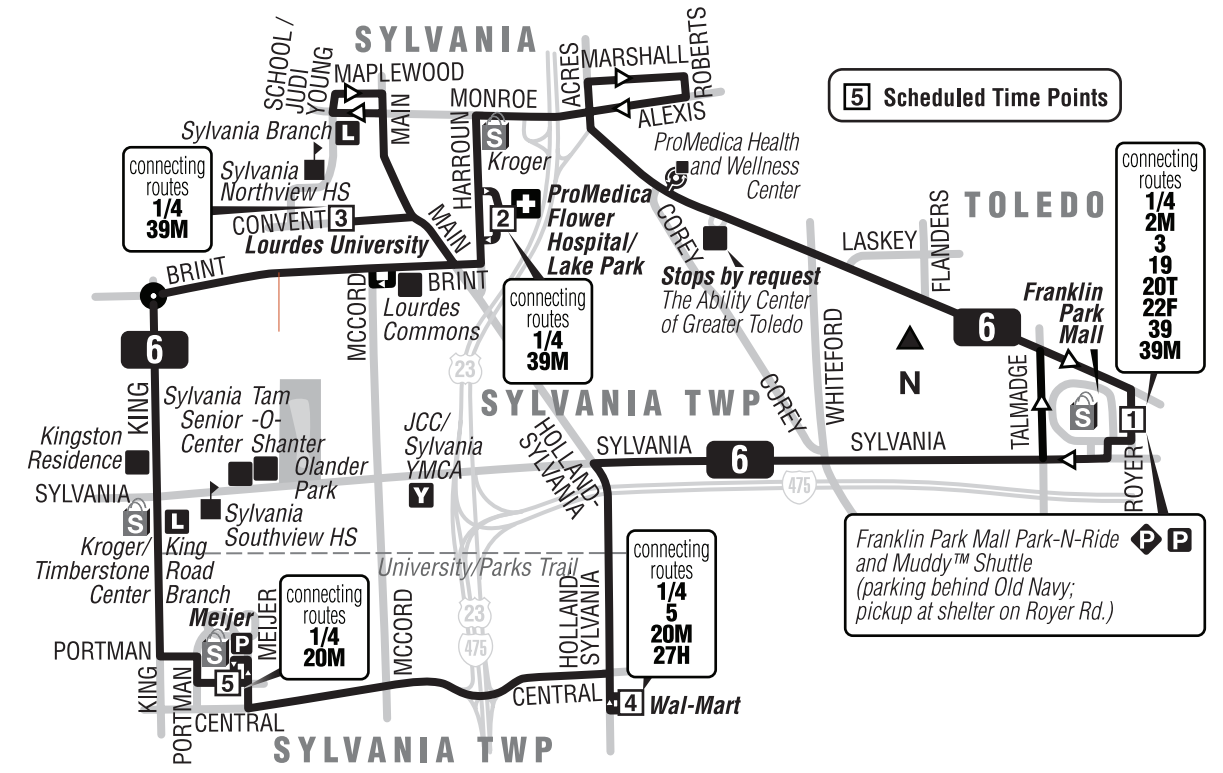 SYLVANIA
SCHOOL /
JUDI
YOUNG
MAPLEWOOD
MAIN
MONROE
ACRES
MARSHALL
ROBERTS
ALEXIS
HARROUN
5 Scheduled Time Points
Sylvania Branch L
Sylvania
Northview HS
S
Kroger
ProMedica Health
and Wellness
Center
connecting
routes
1/4
39M
CONVENT 3
Lourdes University
MAIN
2
ProMedica
Flower
Hospital/
Lake Park
COREY
Stops by request
The Ability Center
of Greater Toledo
LASKEY
FLANDERS
TOLEDO
connecting
routes
1/4
2M
3
19
20T
22F
39
39M
BRINT
BRINT
MCCORD
Lourdes
Commons
connecting
routes
1/4
39M
Franklin
Park
Mall
6
6
23
N
WHITEFORD
TALMADGE
S
1
KING
Sylvania
Senior
Center
Tam
-O-
Shanter
Kingston
Residence
Olander
Park
JCC/
Sylvania
YMCA
Y
SYLVANIA TWP
HOLLAND-
SYLVANIA
SYLVANIA
6
COREY
SYLVANIA
475
ROYER
SYLVANIA
S
L
Sylvania
Southview HS
Kroger/
Timberstone
Center
King
Road
Branch
University/Parks Trail
Franklin Park Mall Park-N-Ride P P
and Muddy™ Shuttle
(parking behind Old Navy;
pickup at shelter on Royer Rd.)
Meijer
S
P
MEIJER
connecting
routes
1/4
20M
MCCORD
23
475
HOLLAND
SYLVANIA
connecting
routes
1/4
5
20M
27H
PORTMAN
KING
PORTMAN
5
CENTRAL
CENTRAL
4 Wal-Mart
SYLVANIA TWP